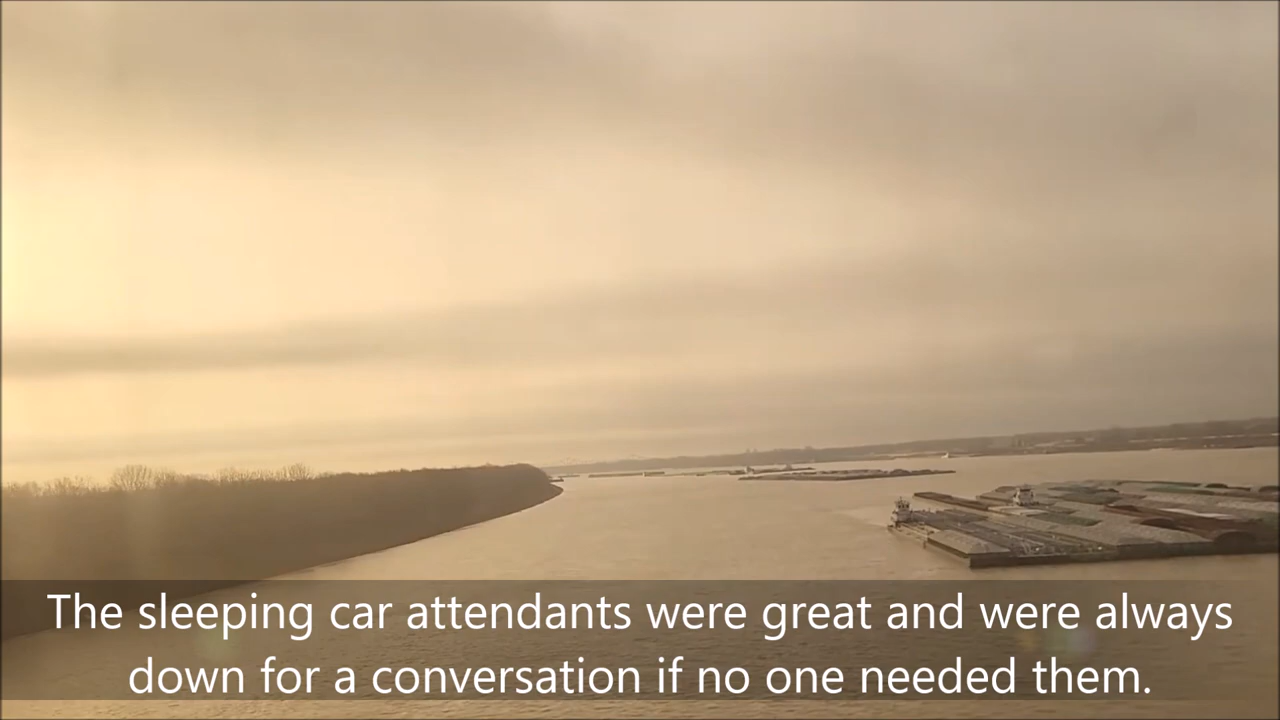 The sleeping car attendants were great and were always
down for a conversation if no one needed them.